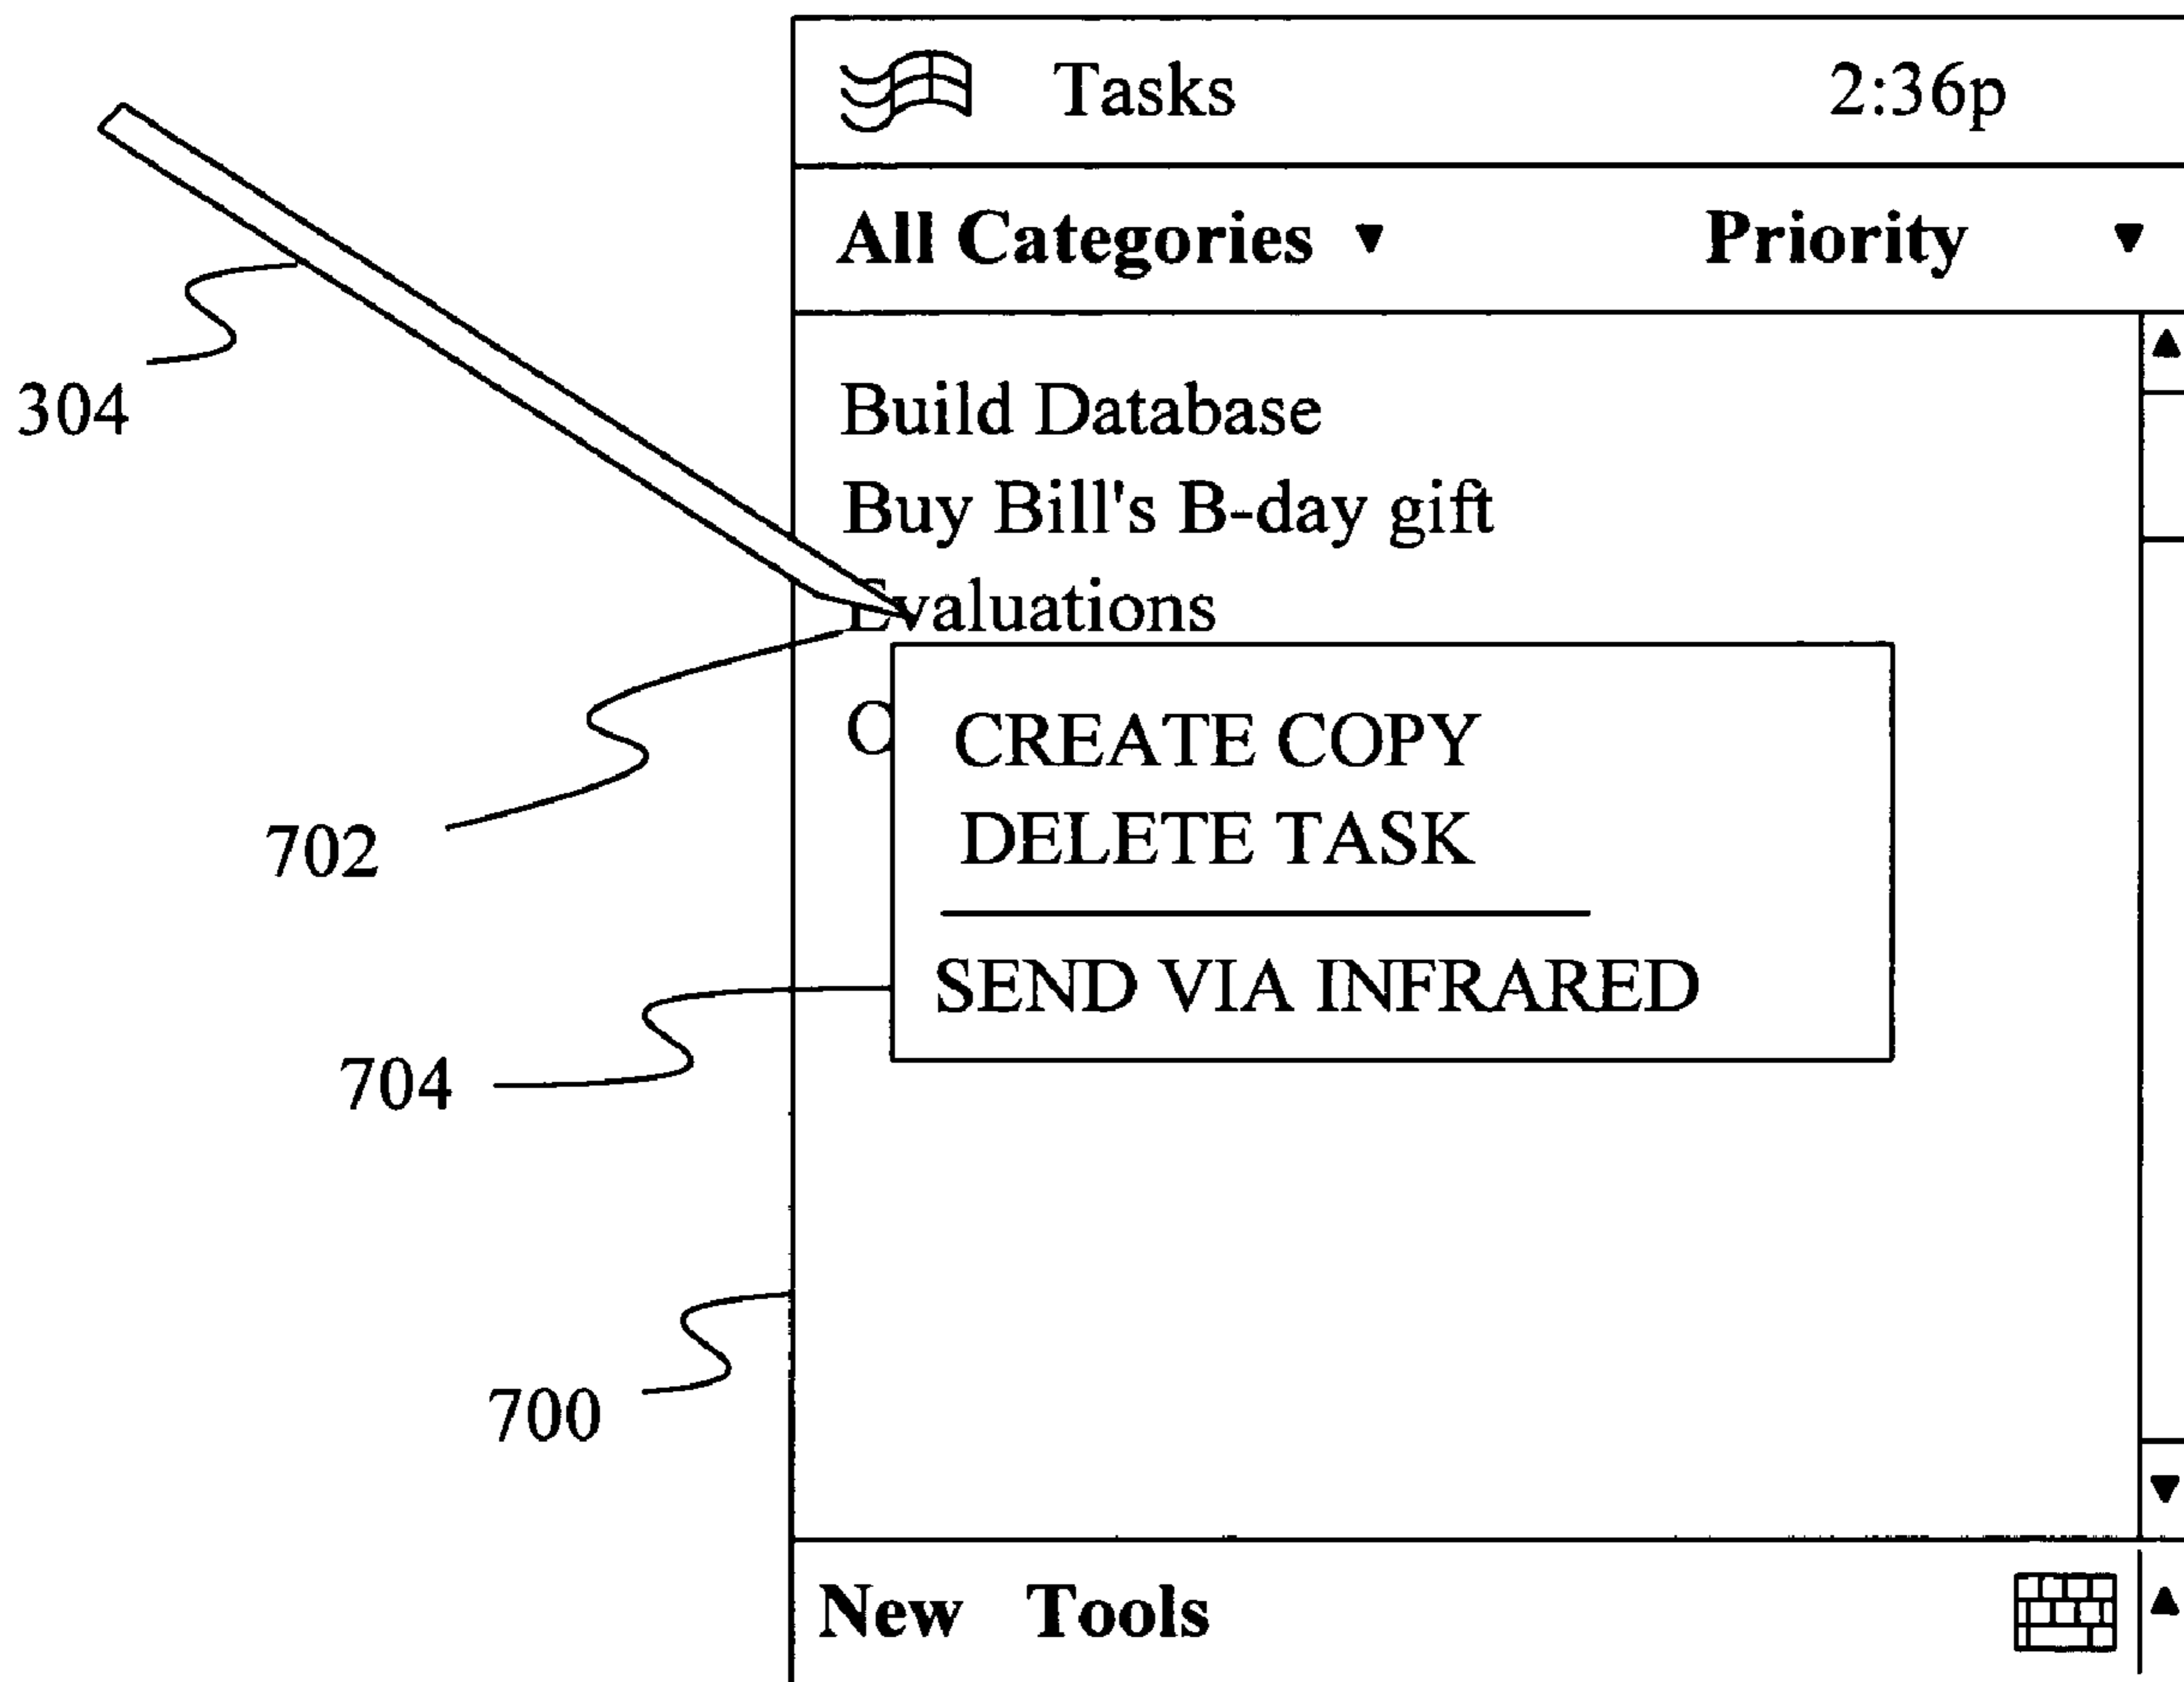 Tasks 2:36p
All Categories Priority
304
Build Database
Buy Bill's B-day gift
Evaluations
CREATE COPY
702
DELETE TASK
SEND VIA INFRARED
704
700
New Tools